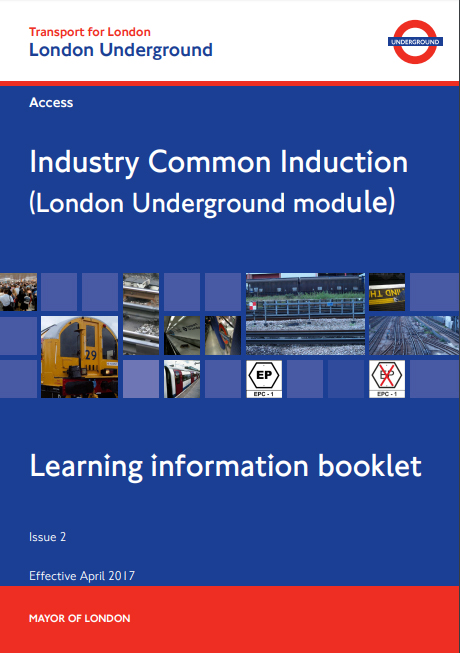 Transport for London
London Underground
UNDERGROUND
Access
Industry Common Induction
(London Underground module)
29
EP
EPC - 1
EP
EPC - 1
Learning information booklet
Issue 2
Effective April 2017
MAYOR OF LONDON